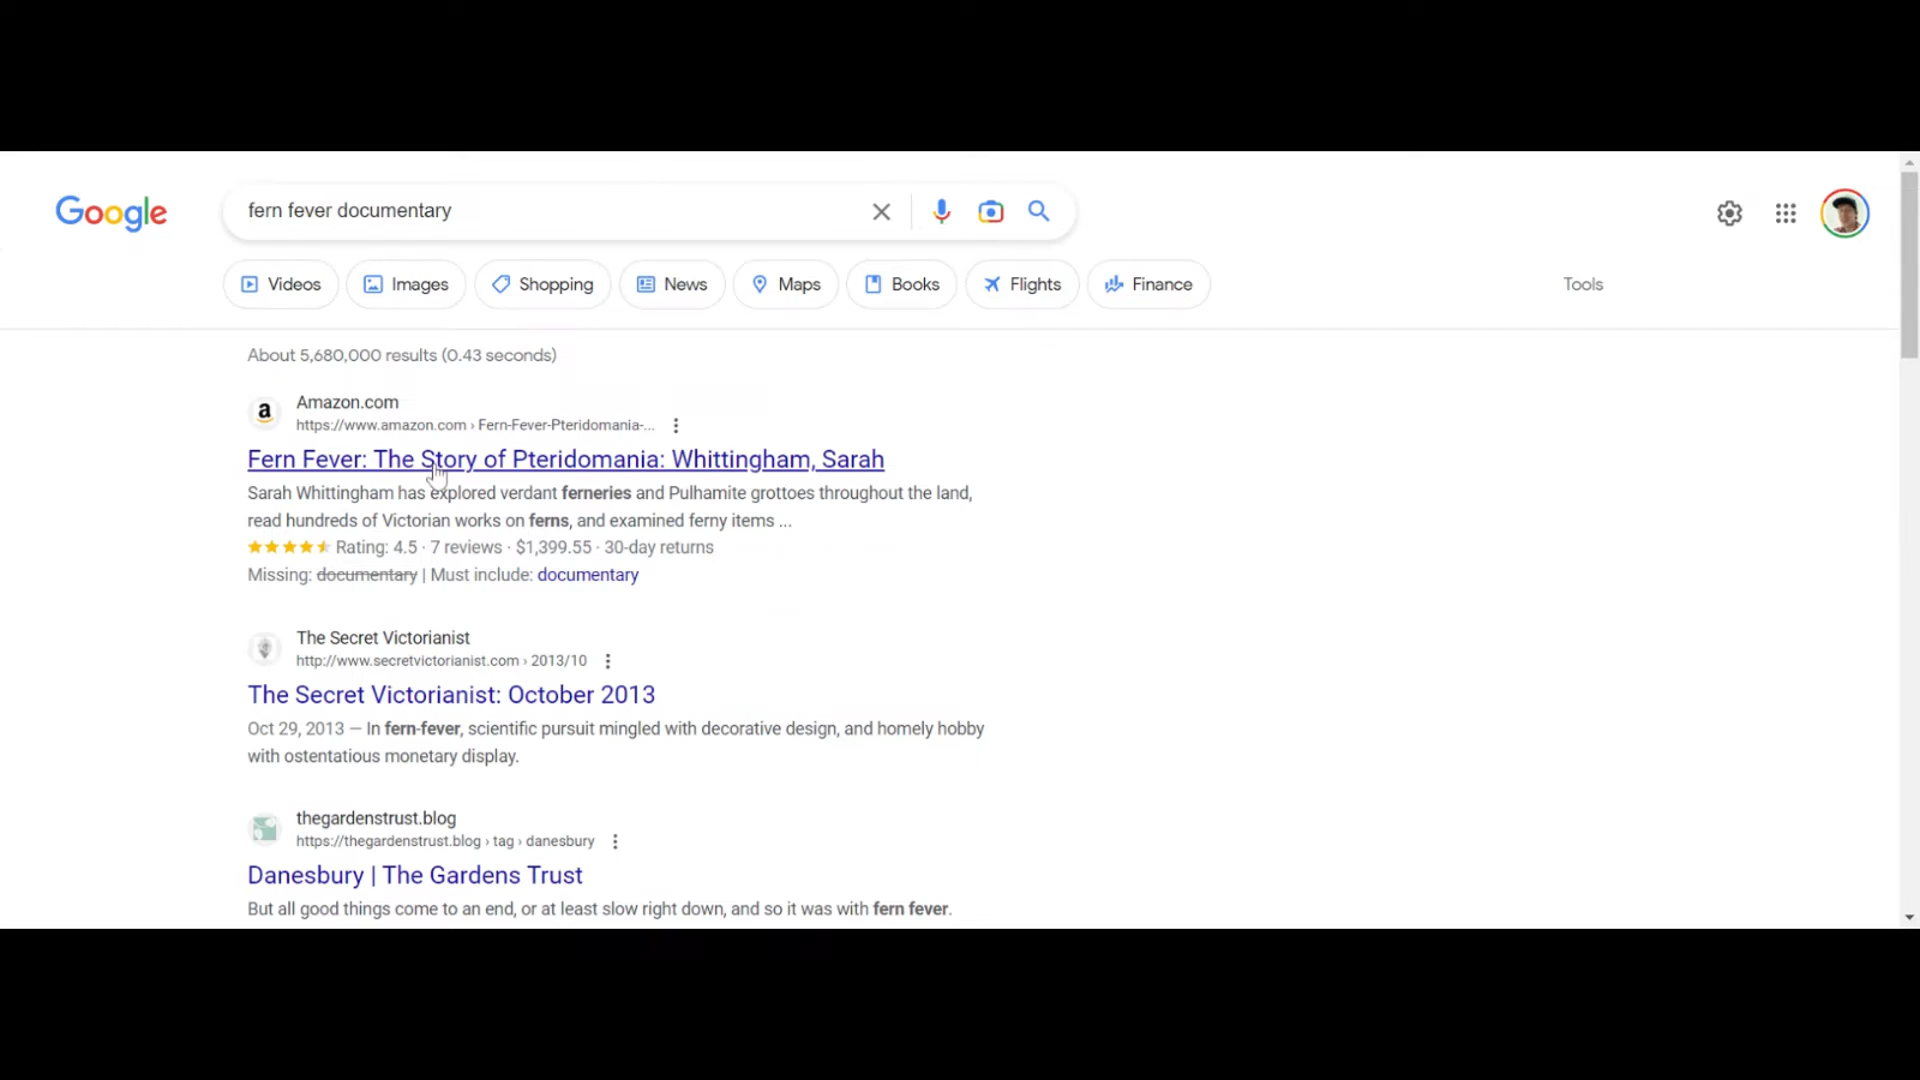 Google
fern fever documentary
Videos
Images
Shopping
News
Maps
Books
Flights
Finance
Tools
About 5,680,000 results (0.43 seconds)
a
Amazon.com
https://www.amazon.com › Fern-Fever-Pteridomania-...
Fern Fever: The Story of Pteridomania: Whittingham, Sarah
Sarah Whittingham has explored verdant ferneries and Pulhamite grottoes throughout the land,
read hundreds of Victorian works on ferns, and examined ferny items ...
Rating: 4.5 · 7 reviews · $1,399.55 · 30-day returns
Missing: documentary | Must include: documentary
The Secret Victorianist
http://www.secretvictorianist.com › 2013/10
The Secret Victorianist: October 2013
Oct 29, 2013 — In fern-fever, scientific pursuit mingled with decorative design, and homely hobby
with ostentatious monetary display.
thegardenstrust.blog
https://thegardenstrust.blog › tag › danesbury
Danesbury | The Gardens Trust
But all good things come to an end, or at least slow right down, and so it was with fern fever.